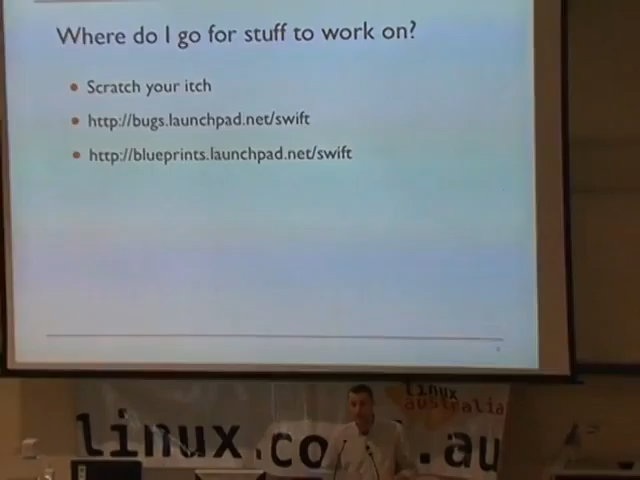 Where do I go for stuff to work on?
Scratch your itch
http://bugs.launchpad.net/swift
http://blueprints.launchpad.net/swift
linux
australia
linux.co .au